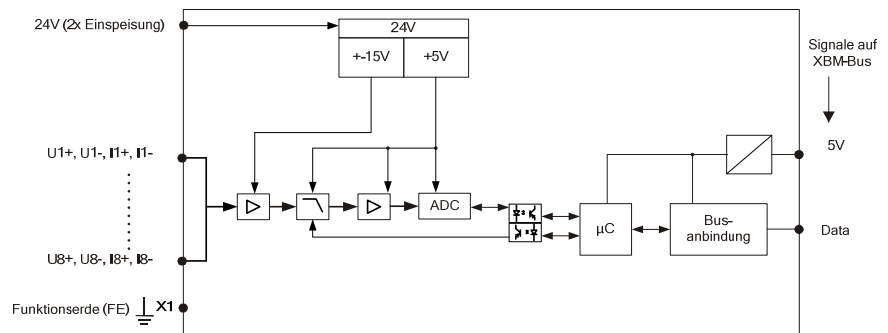 24V (2x Einspeisung)
24V
+-15V
+5V
Signale auf
XBM-Bus
U1+, U1-, I1+, I1-
5V
ADC
µC
Bus-
anbindung
Data
U8+, U8-, I8+, I8-
Funktionserde (FE)
X1